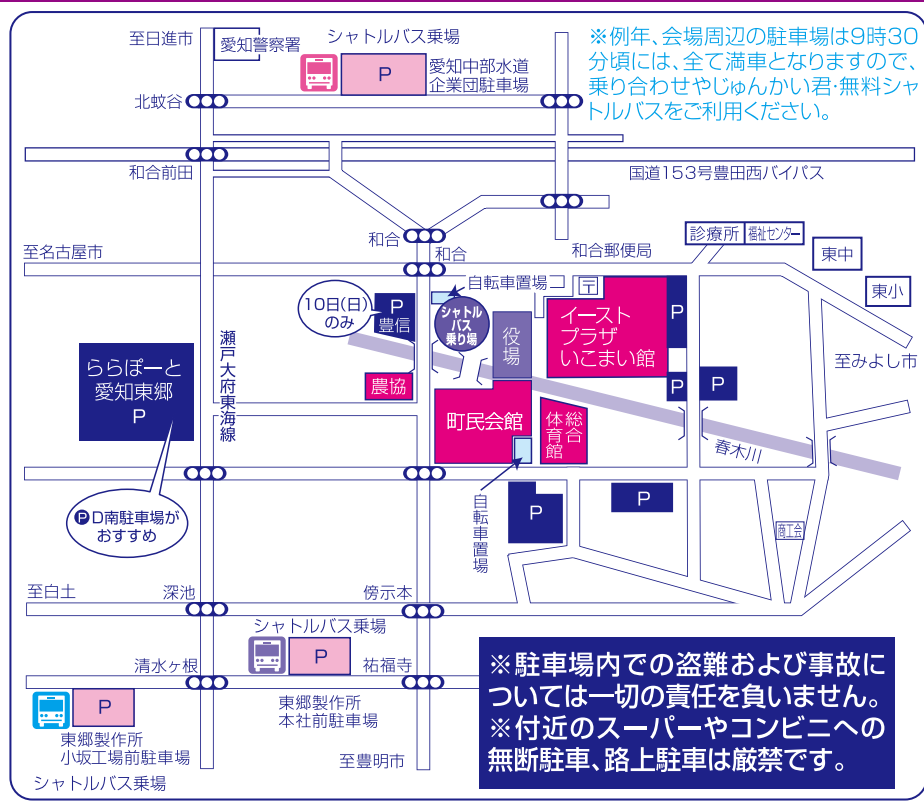 至日進市
愛知警察署
シャトルバス乗場
P
愛知中部水道
企業団駐車場
※例年、会場周辺の駐車場は9時30
分頃には、全て満車となりますので、
乗り合わせやじゅんかい君・無料シャ
トルバスをご利用ください。
北蚊谷
和合前田
国道153号豊田西バイパス
和合
和合
和合郵便局
診療所
福祉センター
東中
東小
至名古屋市
自転車置場
〒
10日(日)
のみ
P
豊信
シャトル
バス
乗り場
役場
イースト
プラザ
いこまい館
P
P
P
至みよし市
瀬戸大府東海線
ららぽーと
愛知東郷
P
農協
町民会館
総合
体育館
春木川
PD南駐車場が
おすすめ
自転車置場
P
P
商工会
至白土
深池
傍示本
シャトルバス乗場
P
清水ヶ根
祐福寺
東郷製作所
本社前駐車場
P
東郷製作所
小坂工場前駐車場
シャトルバス乗場
至豊明市
※駐車場内での盗難および事故に
ついては一切の責任を負いません。
※付近のスーパーやコンビニへの
無断駐車、路上駐車は厳禁です。